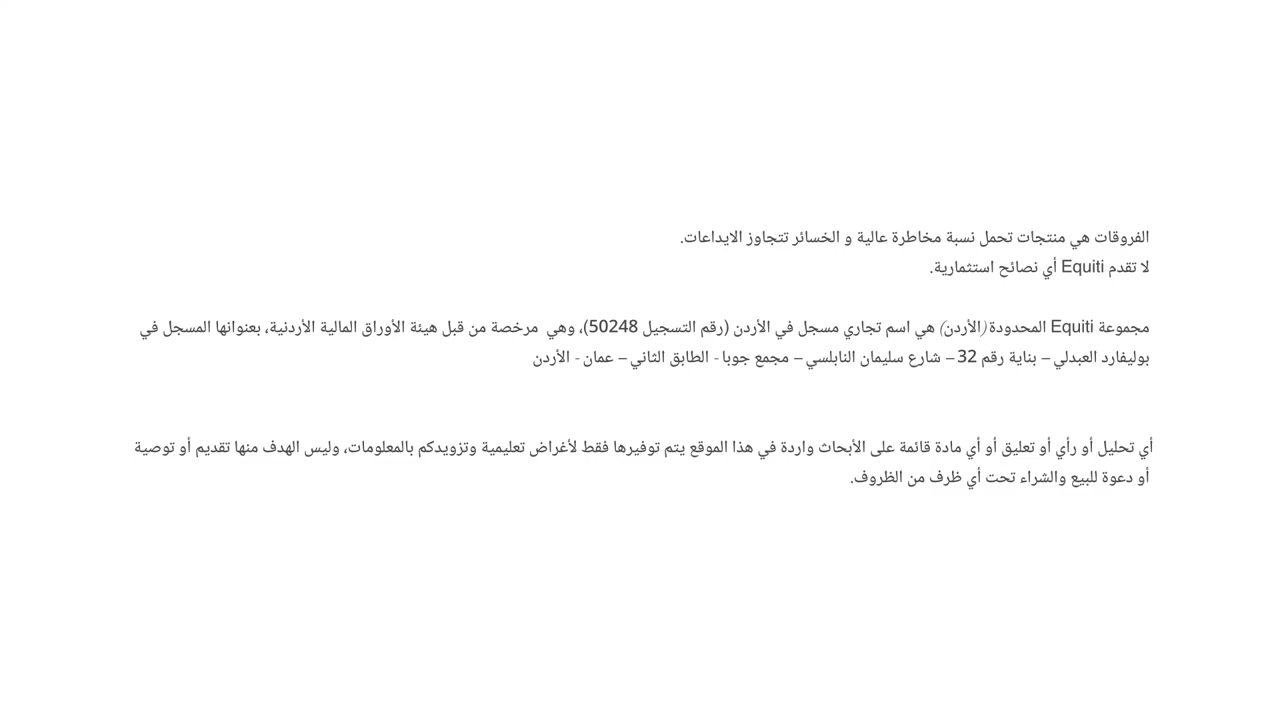 الفروقات هي منتجات تحمل نسبة مخاطرة عالية و الخسائر تتجاوز الايداعات.
لا تقدم Equiti أي نصائح استثمارية.
مجموعة Equiti المحدودة (الأردن) هي اسم تجاري مسجل في الأردن (رقم التسجيل 50248)، وهي مرخصة من قبل هيئة الأوراق المالية الأردنية، بعنوانها المسجل في
بوليفارد العبدلي – بناية رقم 32 – شارع سليمان النابلسي – مجمع جوبا - الطابق الثاني – عمان - الأردن
أي تحليل أو رأي أو تعليق أو أي مادة قائمة على الأبحاث واردة في هذا الموقع يتم توفيرها فقط لأغراض تعليمية وتزويدكم بالمعلومات، وليس الهدف منها تقديم أو توصية
أو دعوة للبيع والشراء تحت أي ظرف من الظروف.